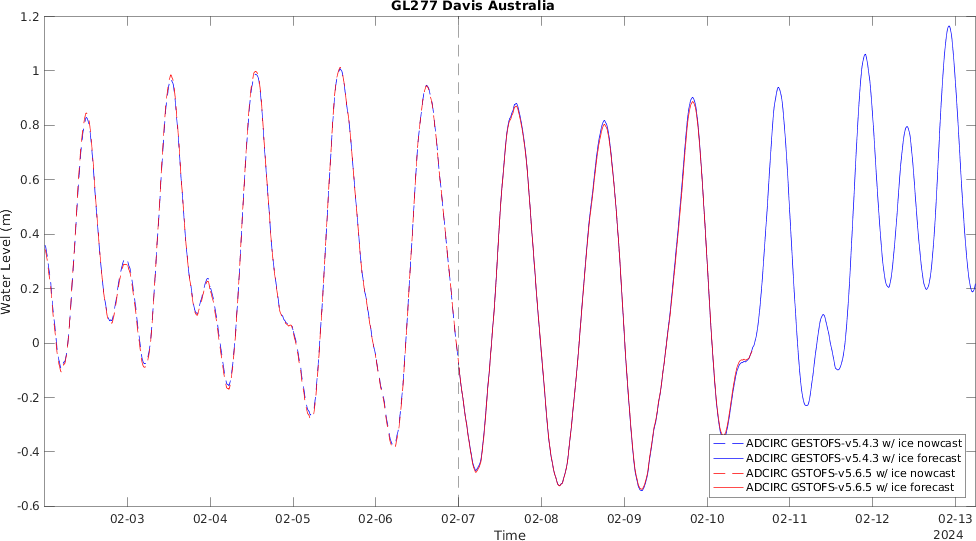 GL277 Davis Australia
1.2
1
0.8
0.6
0.4
0.2
0
-0.2
-0.4
-0.6
Water Level (m)
ADCIRC GESTOFS-v5.4.3 w/ ice nowcast
ADCIRC GESTOFS-v5.4.3 w/ ice forecast
ADCIRC GSTOFS-v5.6.5 w/ ice nowcast
ADCIRC GSTOFS-v5.6.5 w/ ice forecast
02-03 02-04 02-05 02-06 02-07 02-08 02-09 02-10 02-11 02-12 02-13
Time
2024